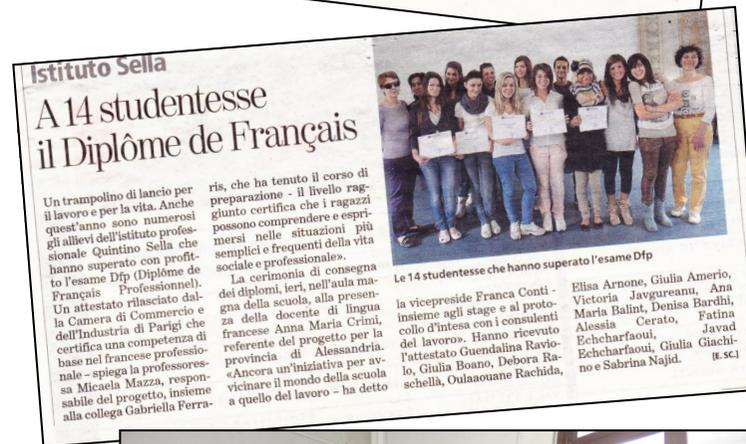 Istituto Sella
A 14 studentesse
il Diplôme de Français
Un trampolino di lancio per
il lavoro e per la vita. Anche
quest'anno sono numerosi
gli allievi dell'istituto profes-
sionale Quintino Sella che
hanno superato con profit-
to l'esame Dfp (Diplôme de
Français Professionnel).
Un attestato rilasciato dal-
la Camera di Commercio e
dell'Industria di Parigi che
certifica una competenza di
base nel francese professio-
nale – spiega la professores-
sa Micaela Mazza, respon-
sabile del progetto, insieme
alla collega Gabriella Ferra-
ris, che ha tenuto il corso di
preparazione - il livello rag-
giunto certifica che i ragazzi
possono comprendere e espri-
mersi nelle situazioni più
semplici e frequenti della vita
sociale e professionale».
La cerimonia di consegna
dei diplomi, ieri, nell'aula ma-
gna della scuola, alla presen-
za della docente di lingua
francese Anna Maria Crimi,
referente del progetto per la
provincia di Alessandria.
«Ancora un'iniziativa per av-
vicinare il mondo della scuola
a quello del lavoro – ha detto
Le 14 studentesse che hanno superato l'esame Dfp
la vicepreside Franca Conti -
insieme agli stage e al proto-
collo d'intesa con i consulenti
del lavoro». Hanno ricevuto
l'attestato Guendalina Ravio-
lo, Giulia Boano, Debora Ra-
schellà, Oulaaouane Rachida,
Elisa Arnone, Giulia Amerio,
Victoria Javgureanu, Ana
Maria Balint, Denisa Bardhi,
Alessia Cerato, Fatina
Echcharfaoui, Javad
Echcharfaoui, Giulia Giachi-
no e Sabrina Najid. [E. SC.]